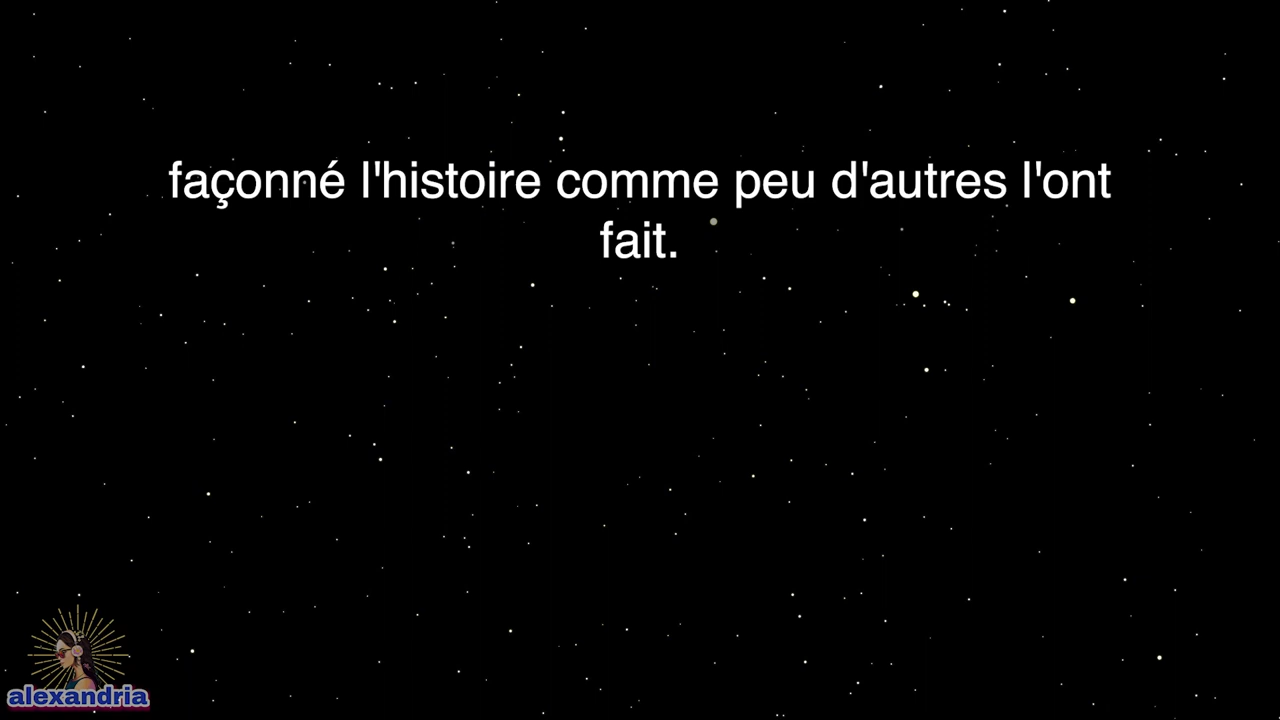 façonné l'histoire comme peu d'autres l'ont
fait.
alexandria